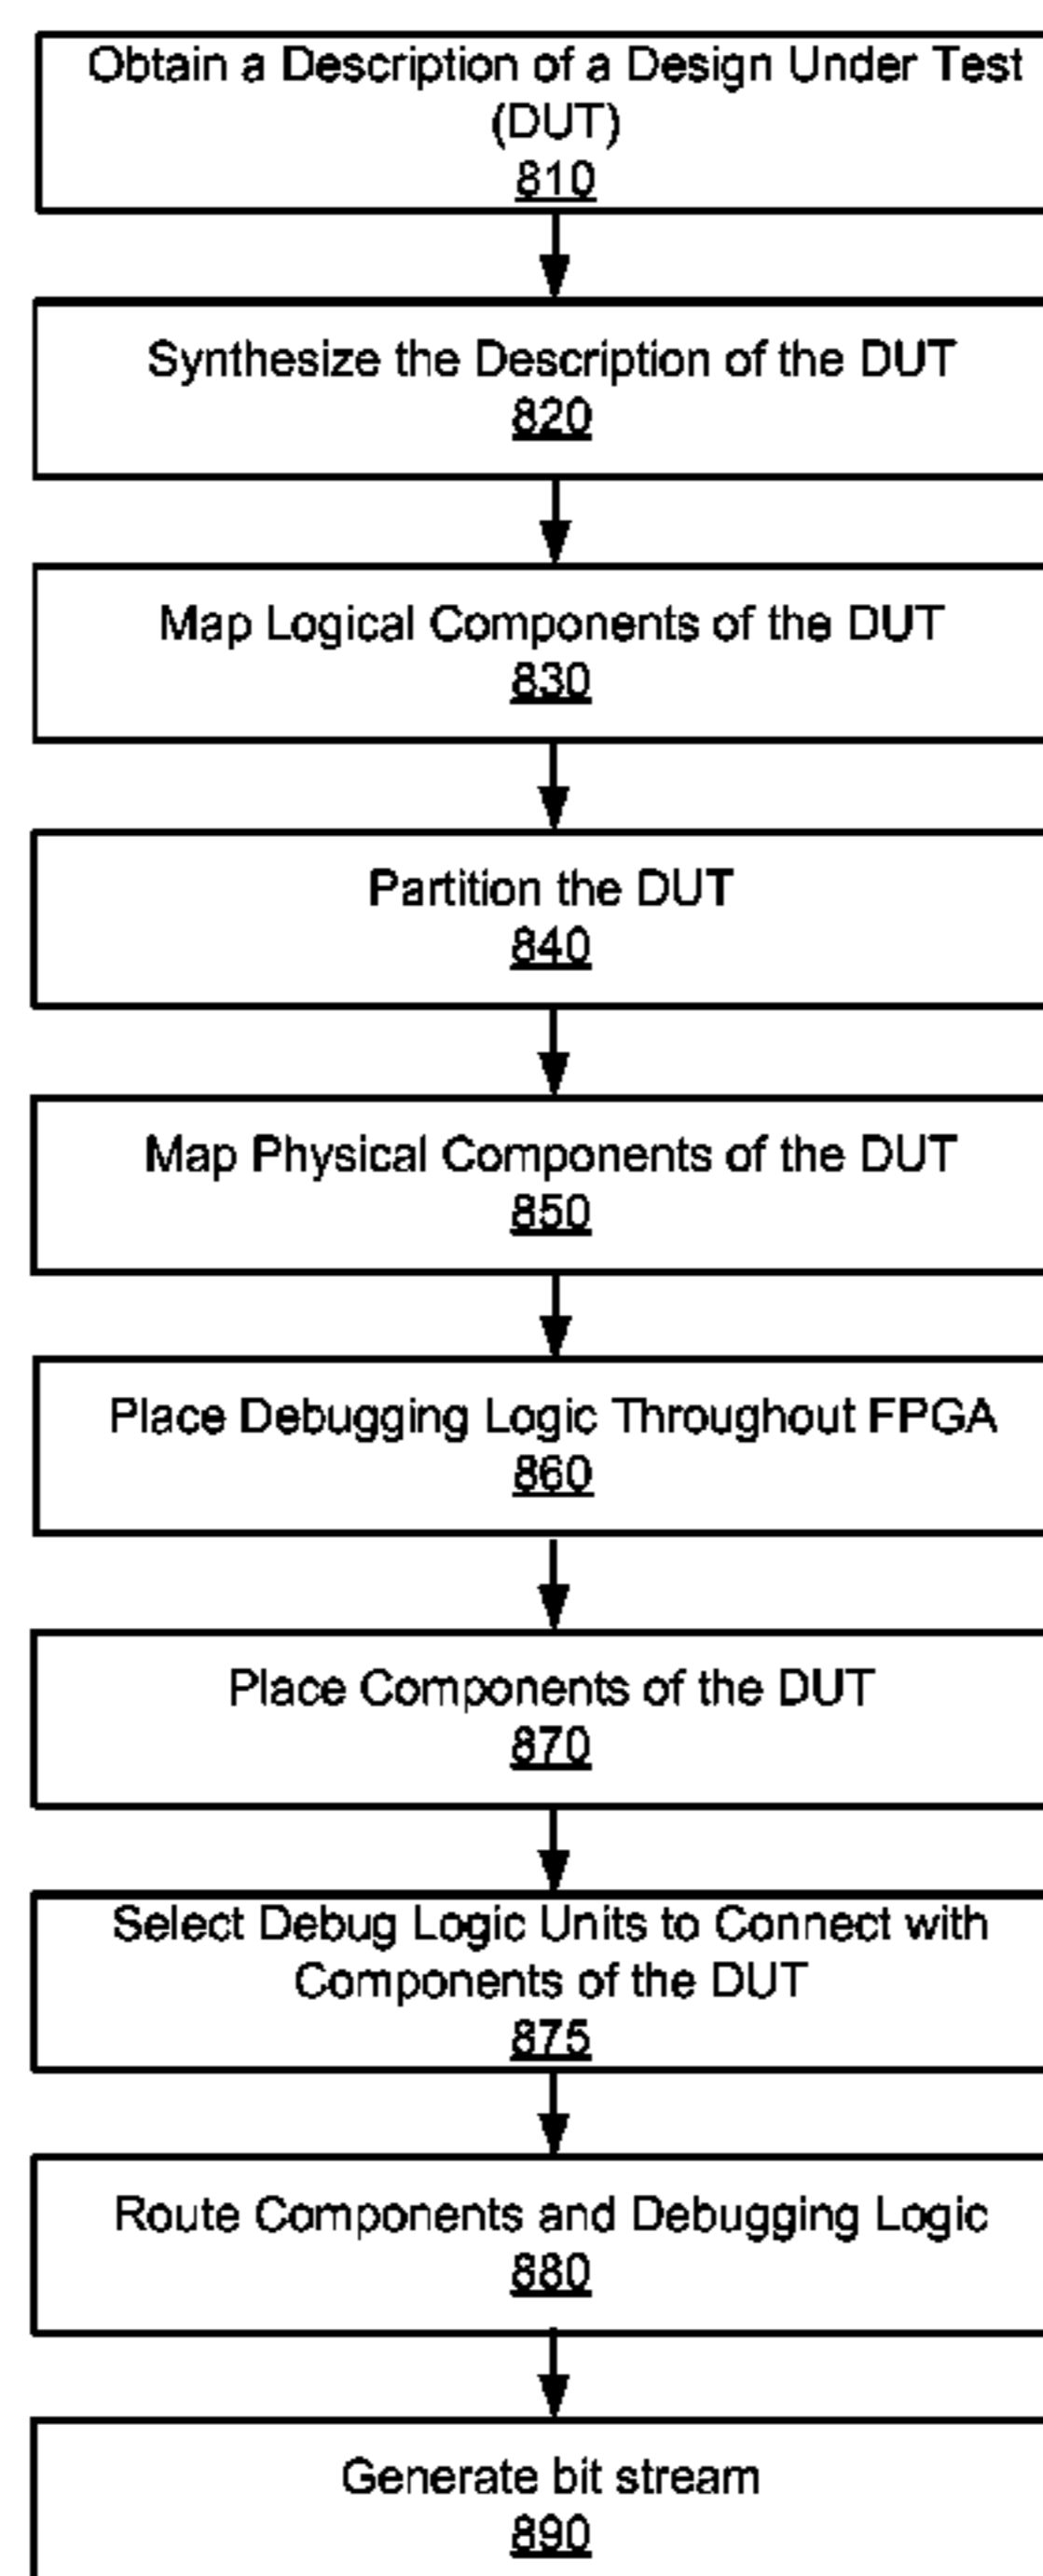 Obtain a Description of a Design Under Test
(DUT)
810
Synthesize the Description of the DUT
820
Map Logical Components of the DUT
830
Partition the DUT
840
Map Physical Components of the DUT
850
Place Debugging Logic Throughout FPGA
860
Place Components of the DUT
870
Select Debug Logic Units to Connect with
Components of the DUT
875
Route Components and Debugging Logic
880
Generate bit stream
890